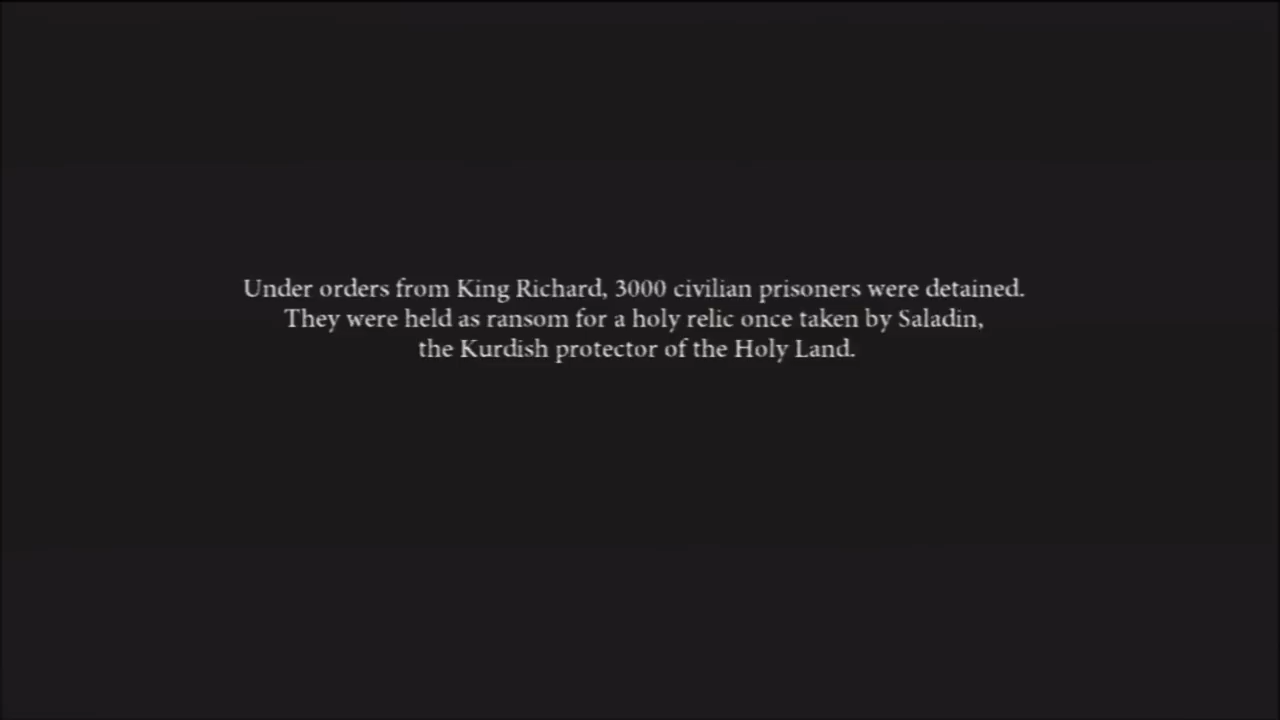 Under orders from King Richard, 3000 civilian prisoners were detained.
They were held as ransom for a holy relic once taken by Saladin,
the Kurdish protector of the Holy Land.